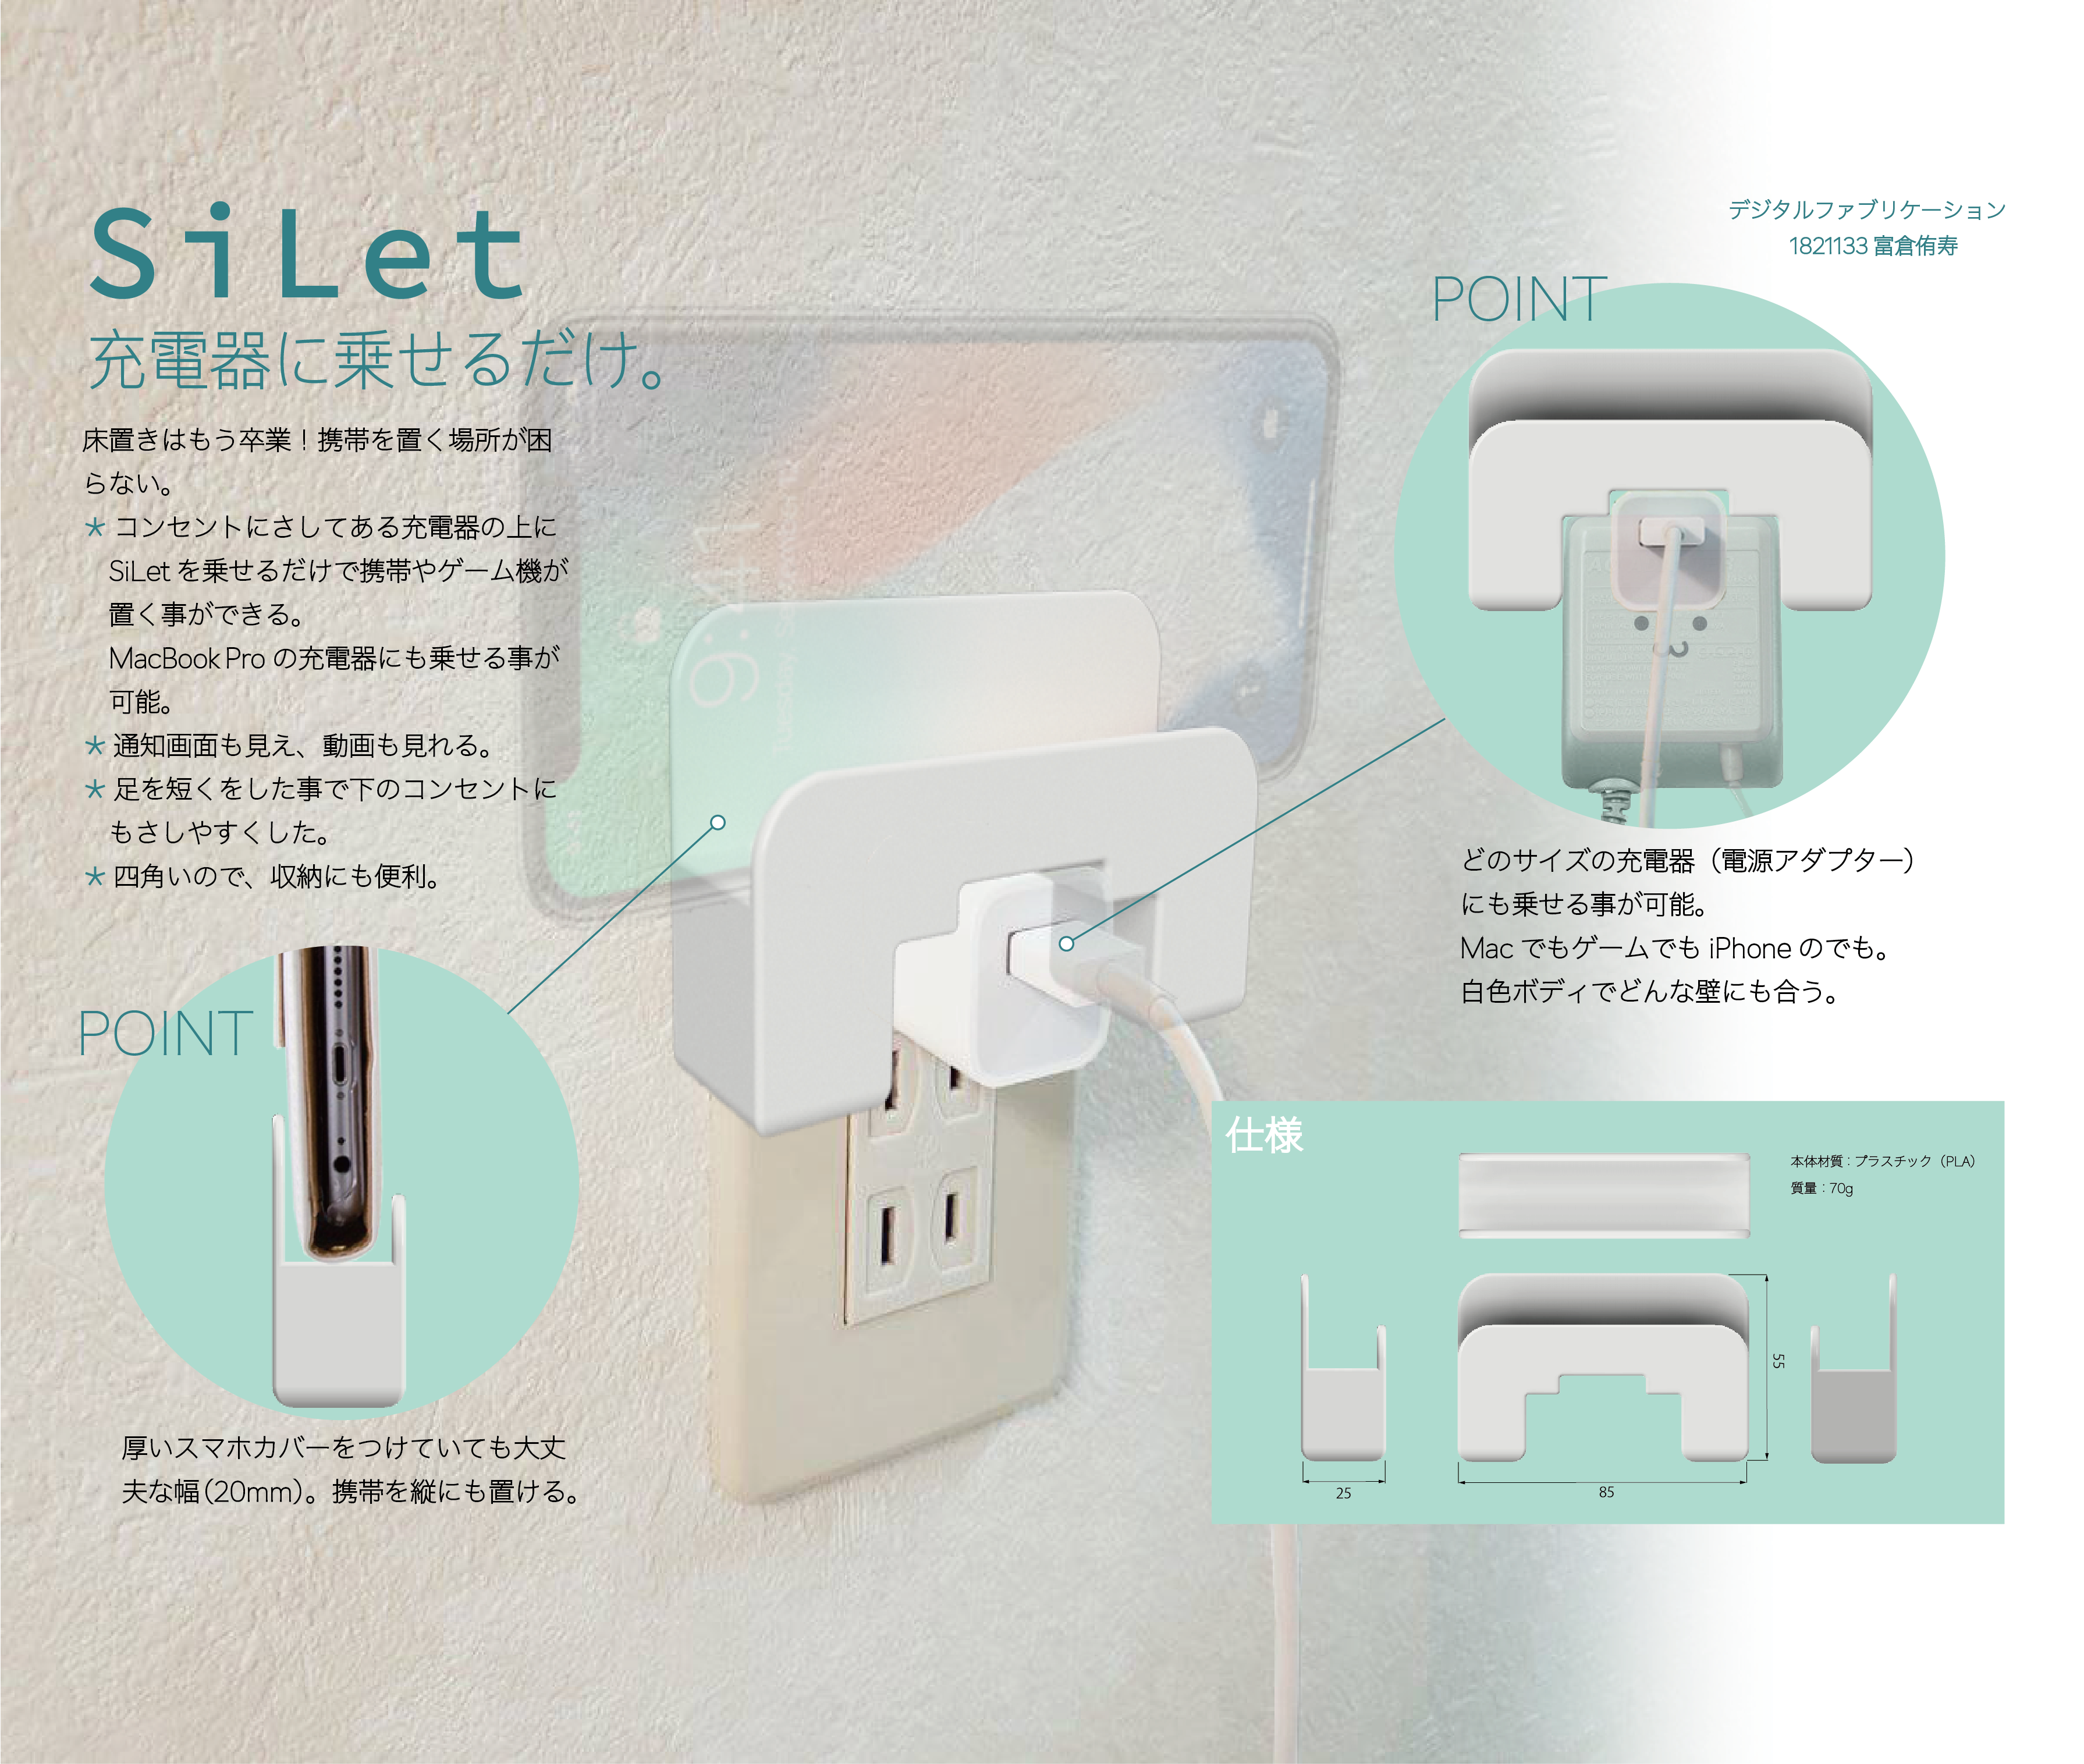 SiLet
充電器に乗せるだけ。
床置きはもう卒業！携帯を置く場所が困
らない。
＊コンセントにさしてある充電器の上に
SiLetを乗せるだけで携帯やゲーム機が
置く事ができる。
MacBook Proの充電器にも乗せる事が
可能。
＊通知画面も見え、動画も見れる。
＊足を短くをした事で下のコンセントに
もさしやすくした。
＊四角いので、収納にも便利。
POINT
厚いスマホカバーをつけていても大丈
夫な幅(20mm)。携帯を縦にも置ける。
デジタルファブリケーション
1821133 富倉侑寿
POINT
どのサイズの充電器（電源アダプター）
にも乗せる事が可能。
Macでもゲームでも iPhoneのでも。
白色ボディでどんな壁にも合う。
仕様
本体材質：プラスチック（PLA）
質量：70g
55
25
85